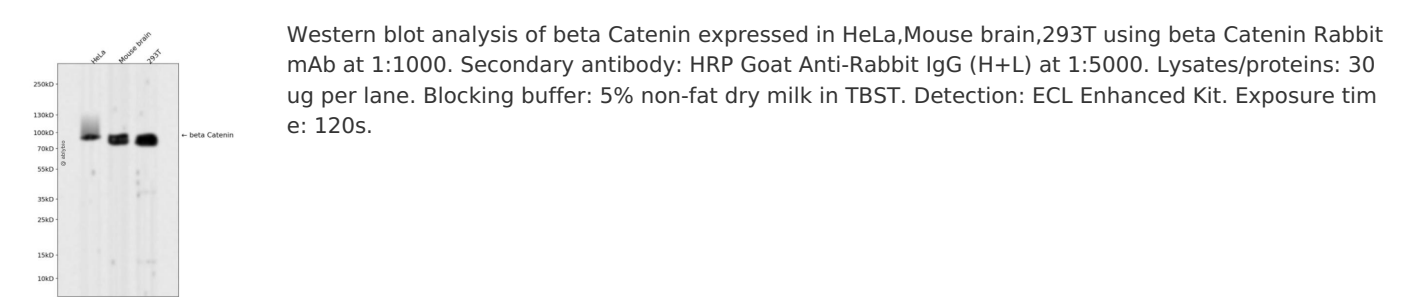 HeLa
Mouse brain
293T
250kD
130kD
100kD
70kD
55kD
35kD
25kD
15kD
10kD
← beta Catenin
Western blot analysis of beta Catenin expressed in HeLa,Mouse brain,293T using beta Catenin Rabbit
mAb at 1:1000. Secondary antibody: HRP Goat Anti-Rabbit IgG (H+L) at 1:5000. Lysates/proteins: 30
ug per lane. Blocking buffer: 5% non-fat dry milk in TBST. Detection: ECL Enhanced Kit. Exposure tim
e: 120s.